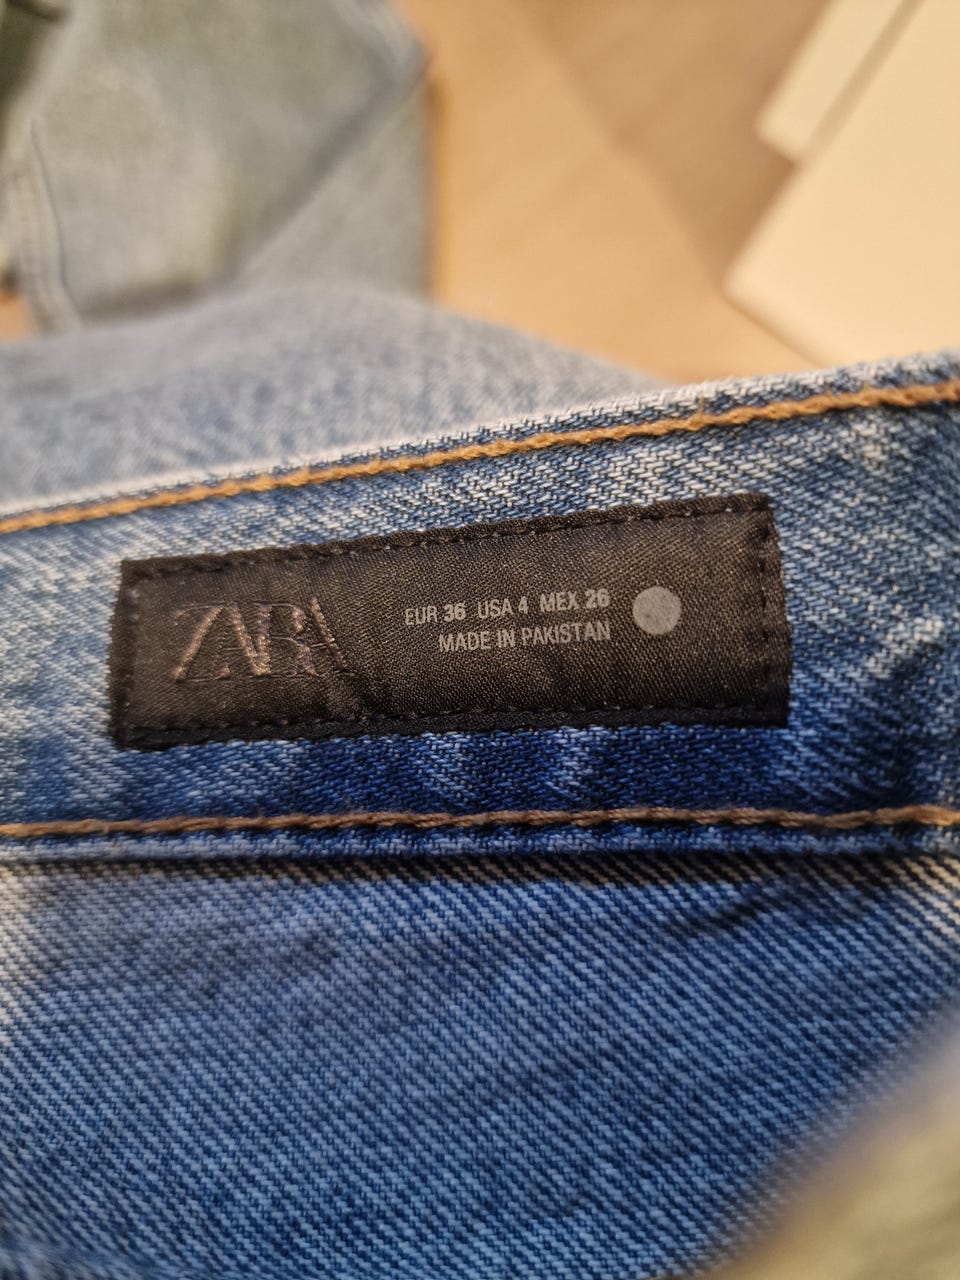 ZARA
EUR 36 USA 4 MEX 26
MADE IN PAKISTAN